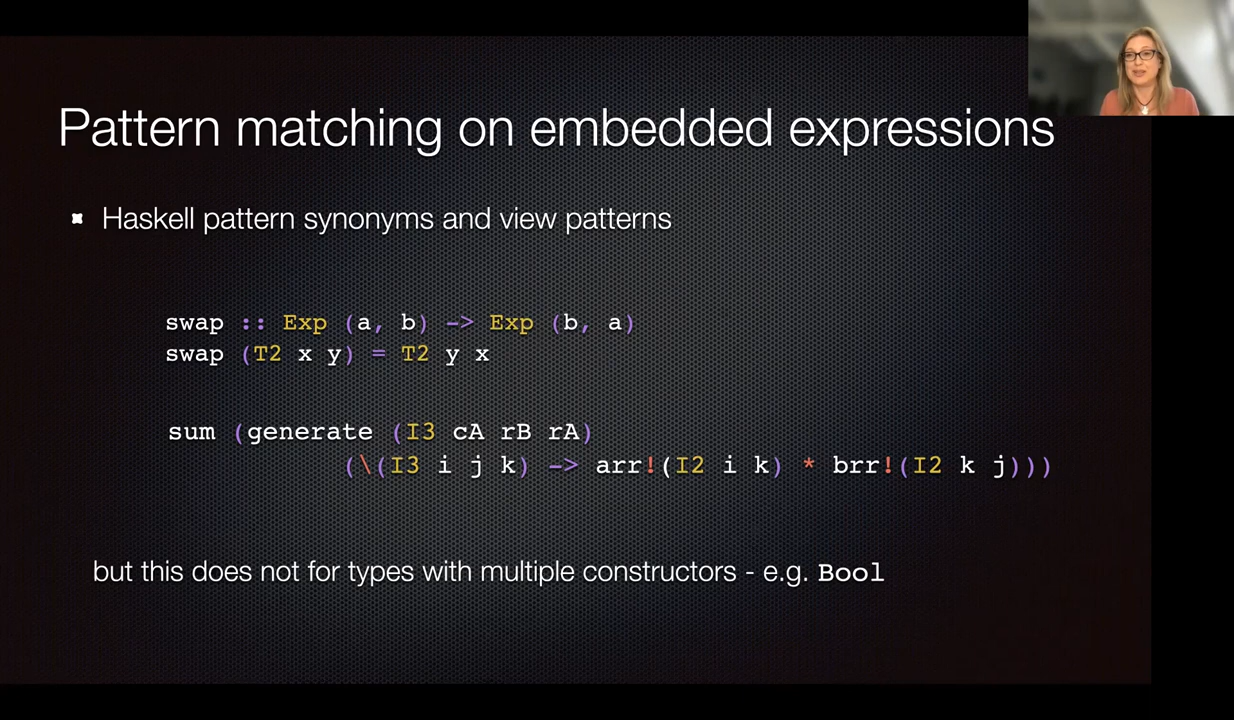 Pattern matching on embedded expressions
Haskell pattern synonyms and view patterns
swap :: Exp (a, b) -> Exp (b, a)
swap (T2 x y) = T2 y x
sum (generate (I3 cA rB rA)
(\(I3 i j k) -> arr!(I2 i k) * brr!(I2 k j)))
but this does not for types with multiple constructors - e.g. Bool